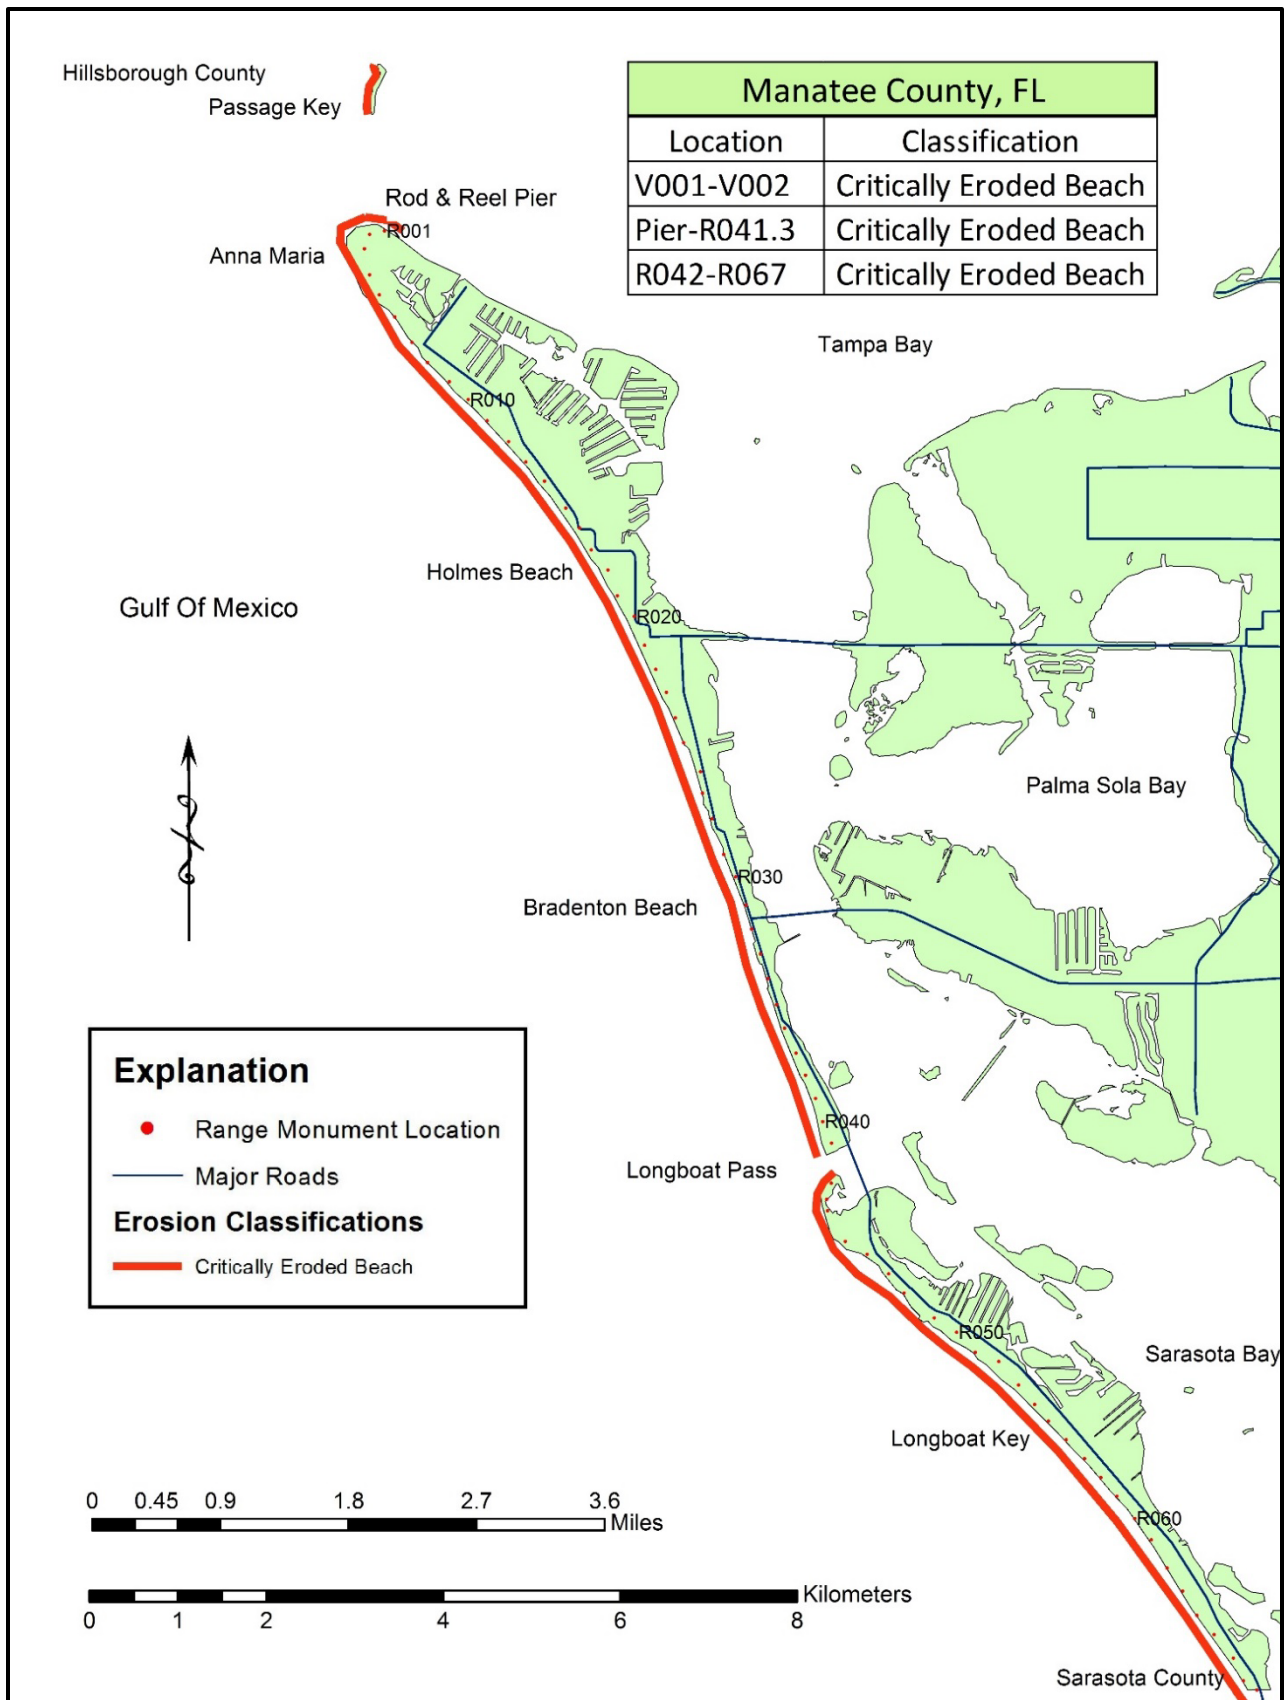 Hillsborough County
Passage Key
Manatee County, FL
Location Classification
V001-V002 Critically Eroded Beach
Pier-R041.3 Critically Eroded Beach
R042-R067 Critically Eroded Beach
Rod & Reel Pier
R001
Anna Maria
Tampa Bay
R010
Holmes Beach
Gulf Of Mexico
R020
Palma Sola Bay
R030
Bradenton Beach
Explanation
Range Monument Location
Major Roads
Erosion Classifications
Critically Eroded Beach
R040
Longboat Pass
R050
Sarasota Bay
Longboat Key
0 0.45 0.9 1.8 2.7 3.6
Miles
R060
Kilometers
0 1 2 4 6 8
Sarasota County